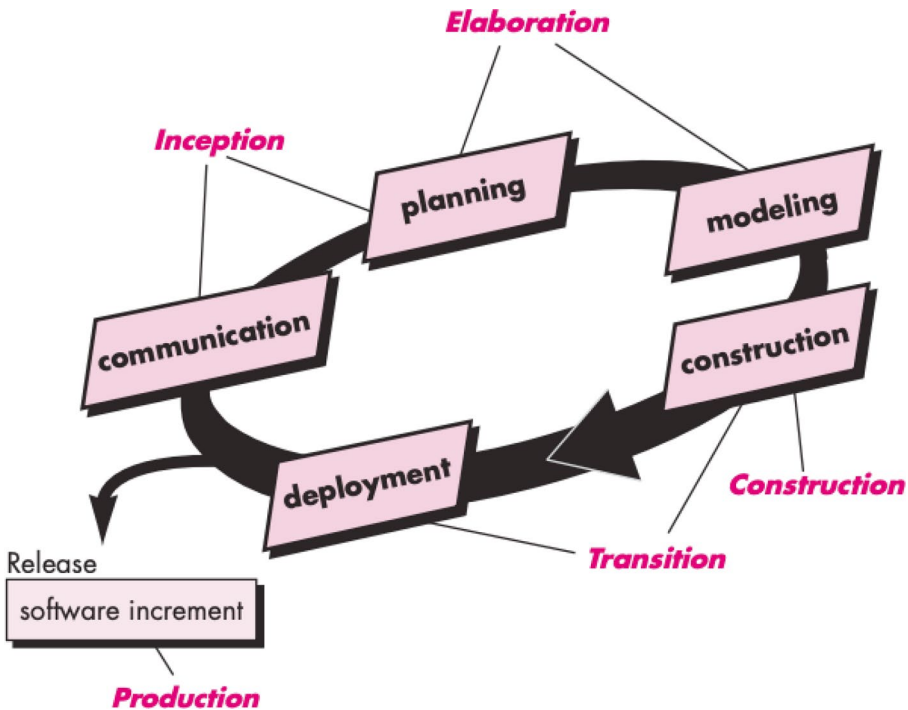 Elaboration
Inception
planning
modeling
communication
construction
deployment
Construction
Transition
Release
software increment
Production